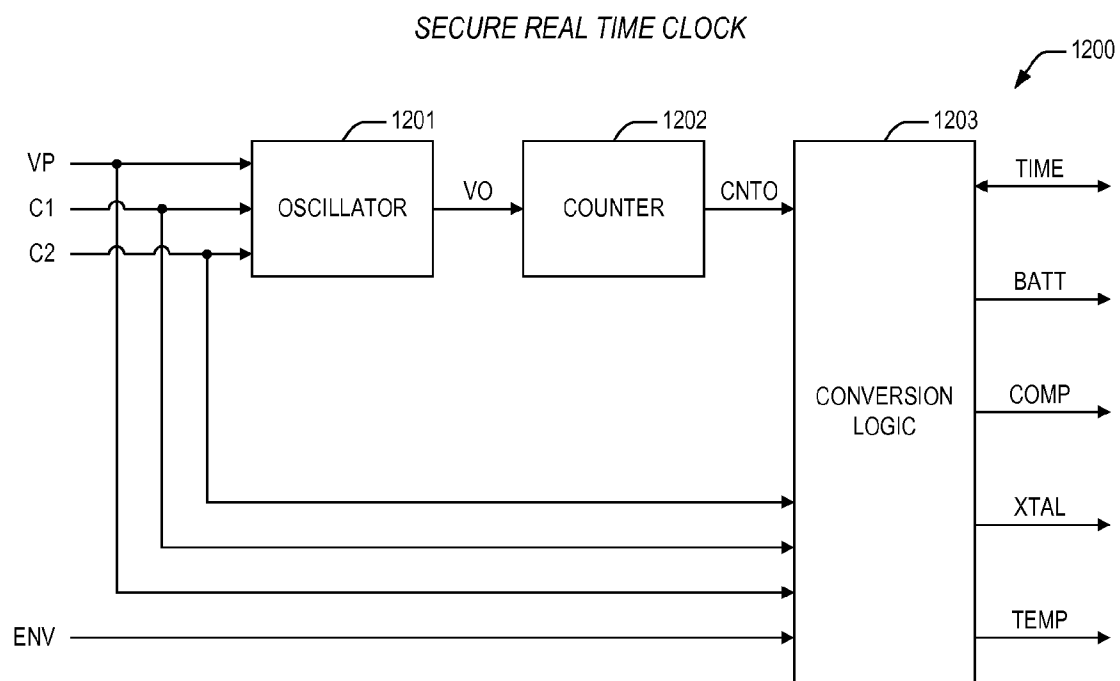 SECURE REAL TIME CLOCK
1200
1201
1202
1203
VP
C1
C2
OSCILLATOR
VO
COUNTER
CNTO
TIME
BATT
CONVERSION
LOGIC
COMP
XTAL
ENV
TEMP